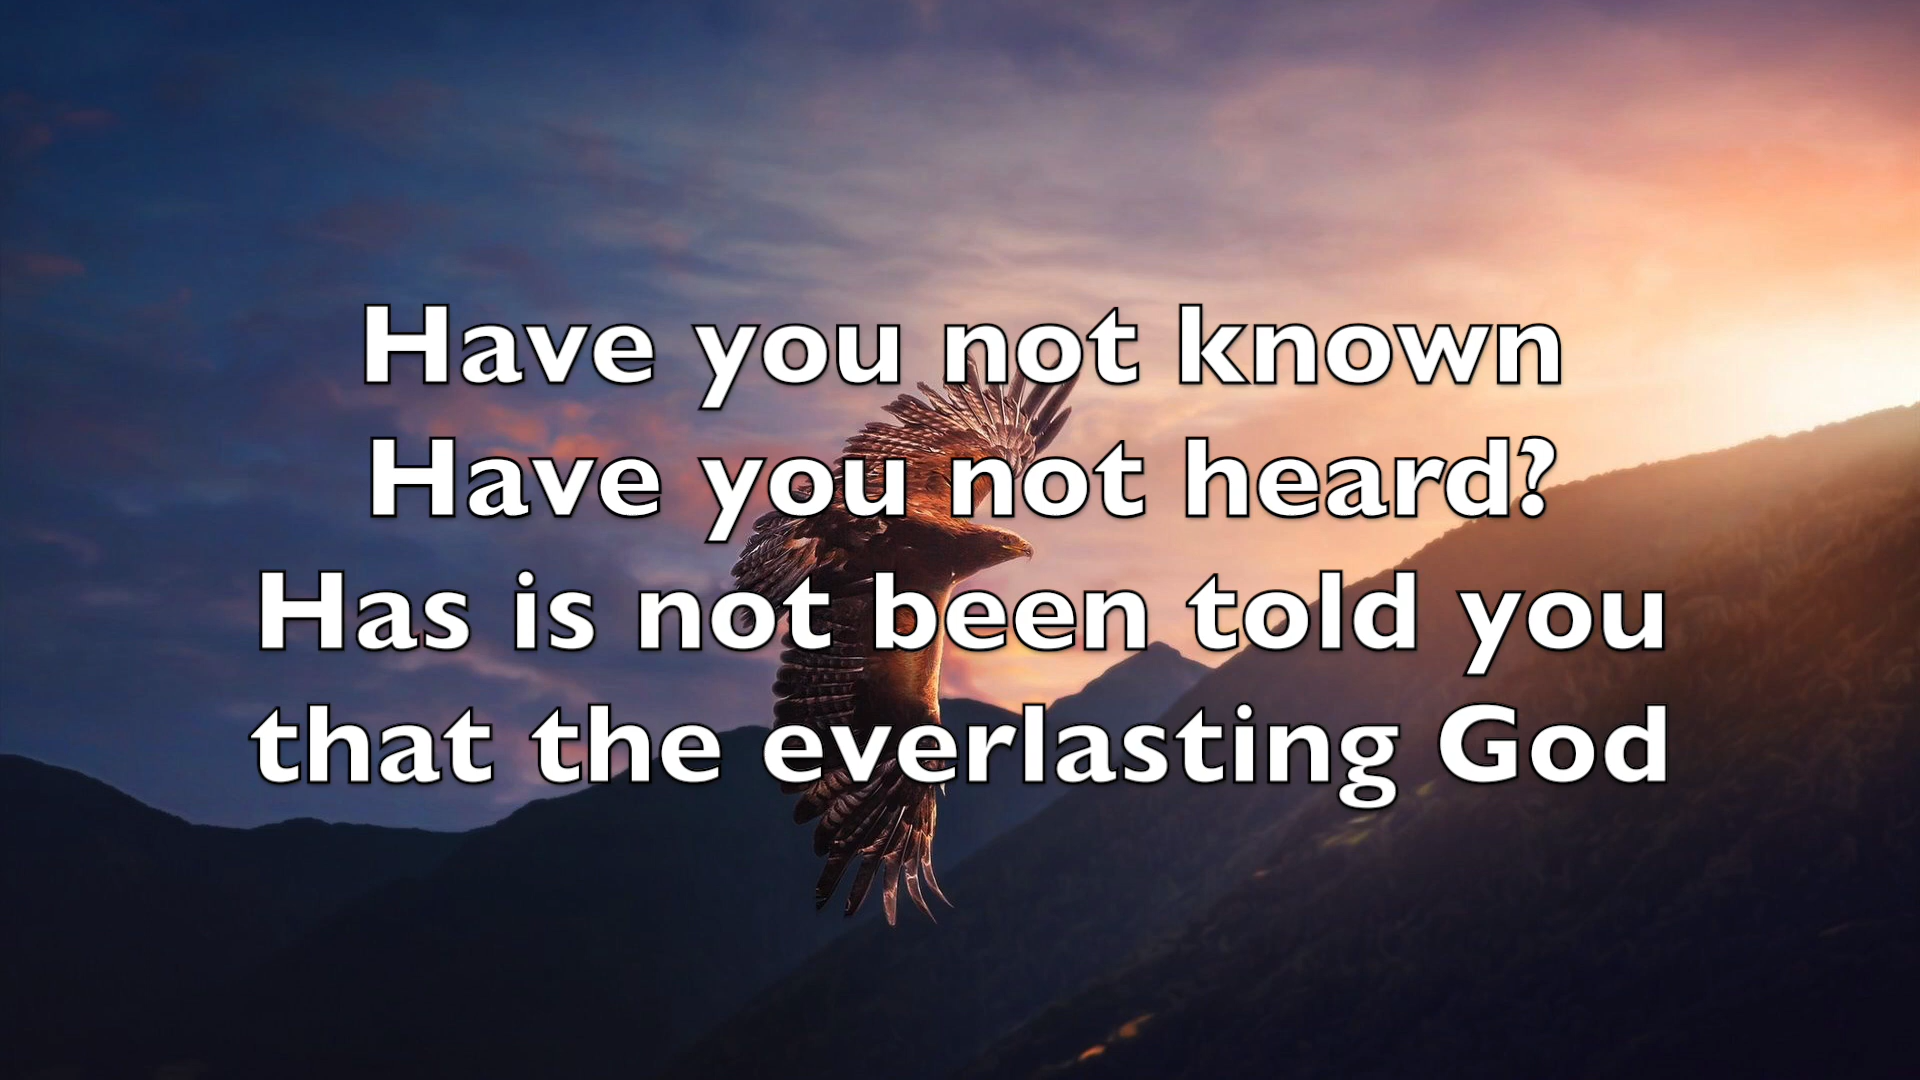 Have you not known
Have you not heard?
Has is not been told you
that the everlasting God